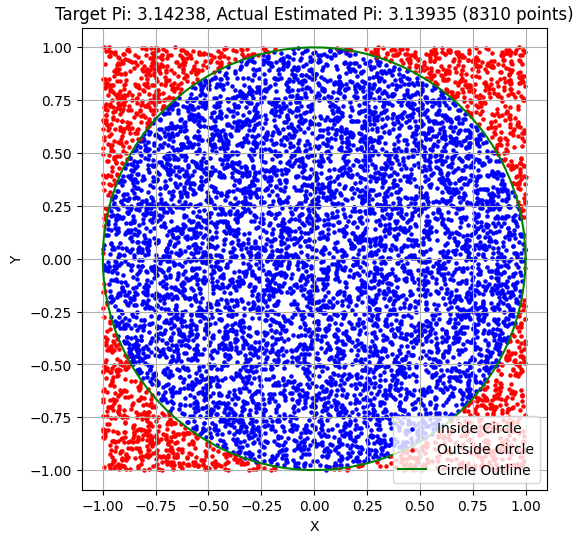 Target Pi: 3.14238, Actual Estimated Pi: 3.13935 (8310 points)
1.00
0.75
0.50
0.25
0.00
−0.25
−0.50
−0.75
−1.00
Y
Inside Circle
Outside Circle
Circle Outline
−1.00 −0.75 −0.50 −0.25 0.00 0.25 0.50 0.75 1.00
X